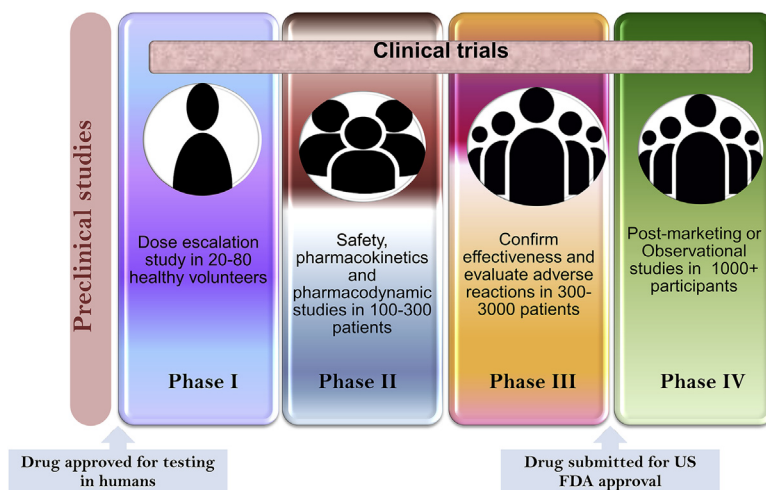 Preclinical studies
Clinical trials
Dose escalation
study in 20-80
healthy volunteers
Phase I
Safety,
pharmacokinetics
and
pharmacodynamic
studies in 100-300
patients
Phase II
Confirm
effectiveness and
evaluate adverse
reactions in 300-
3000 patients
Phase III
Post-marketing or
Observational
studies in 1000+
participants
Phase IV
Drug approved for testing
in humans
Drug submitted for US
FDA approval